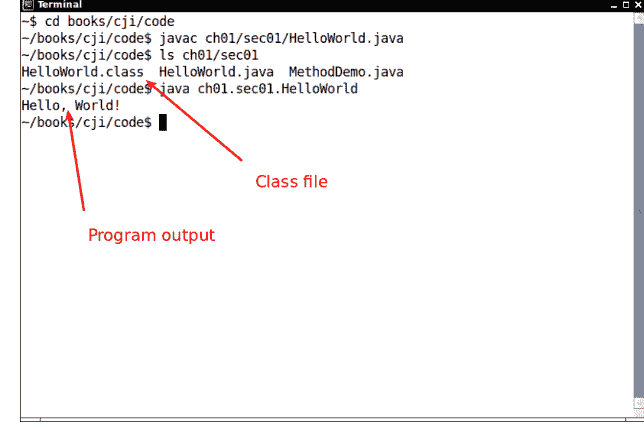 Terminal
~$ cd books/cji/code
~/books/cji/code$ javac ch01/sec01/HelloWorld.java
~/books/cji/code$ ls ch01/sec01
HelloWorld.class  HelloWorld.java  MethodDemo.java
~/books/cji/code$ java ch01.sec01.HelloWorld
Hello, World!
~/books/cji/code$
Class file
Program output